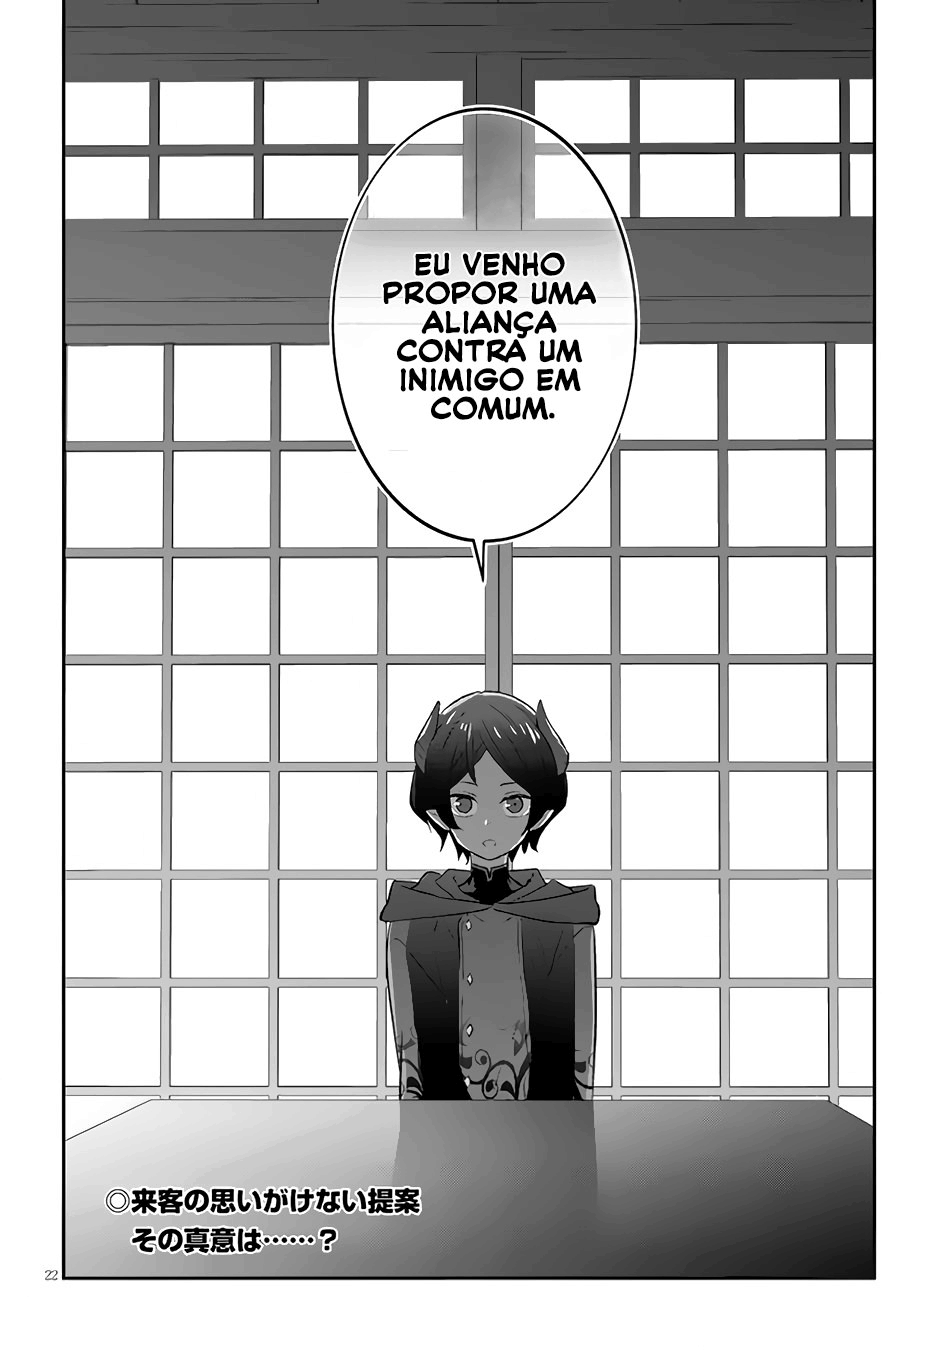 EU VENHO
PROPOR UMA
ALIANÇA
CONTRA UM
INIMIGO EM
COMUM.
◎来客の思いがけない提案
その真意は……？
22